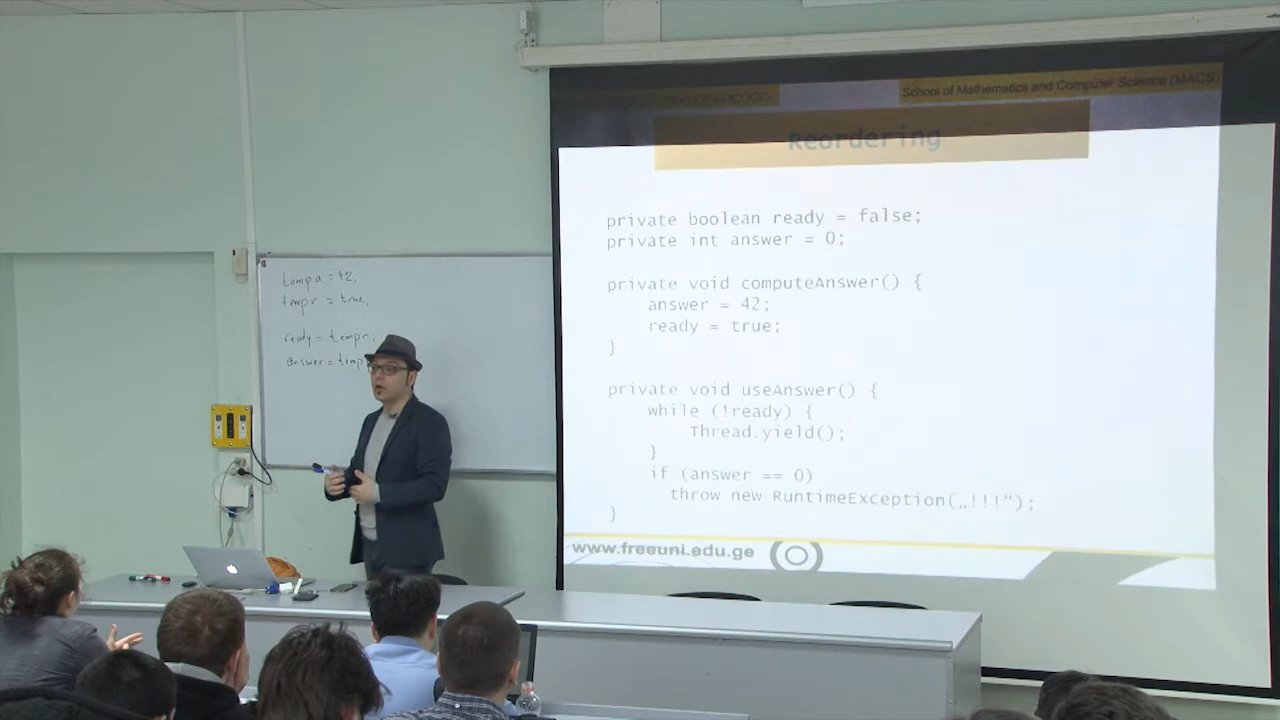 School of Mathematics and Computer Science (MACS)
Reordering
private boolean ready = false;
private int answer = 0;
private void computeAnswer() {
answer = 42;
ready = true;
}
private void useAnswer() {
while (!ready) {
Thread.yield();
}
if (answer == 0)
throw new RuntimeException(„!!!“);
}
www.freeuni.edu.ge
tempa = 42,
tempr = true,
ready = tempr,
answer = temp